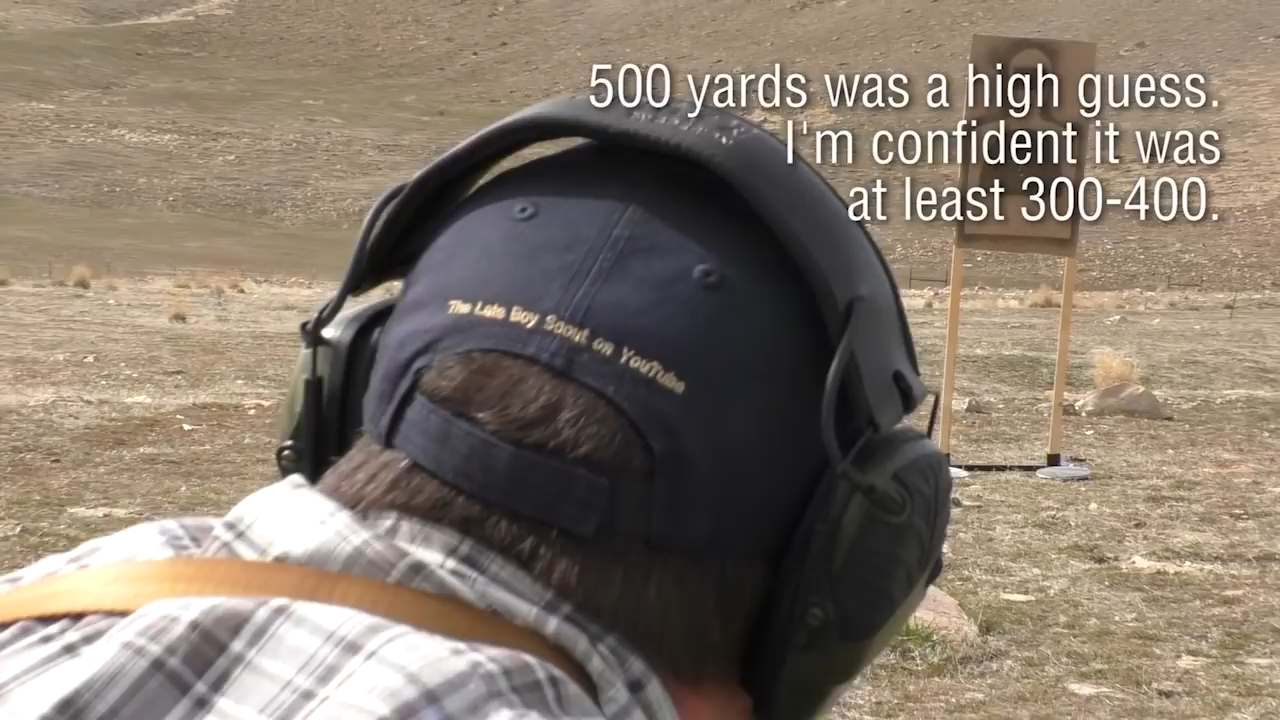 500 yards was a high guess.
I'm confident it was
at least 300-400.
The Late Boy Scout on YouTube